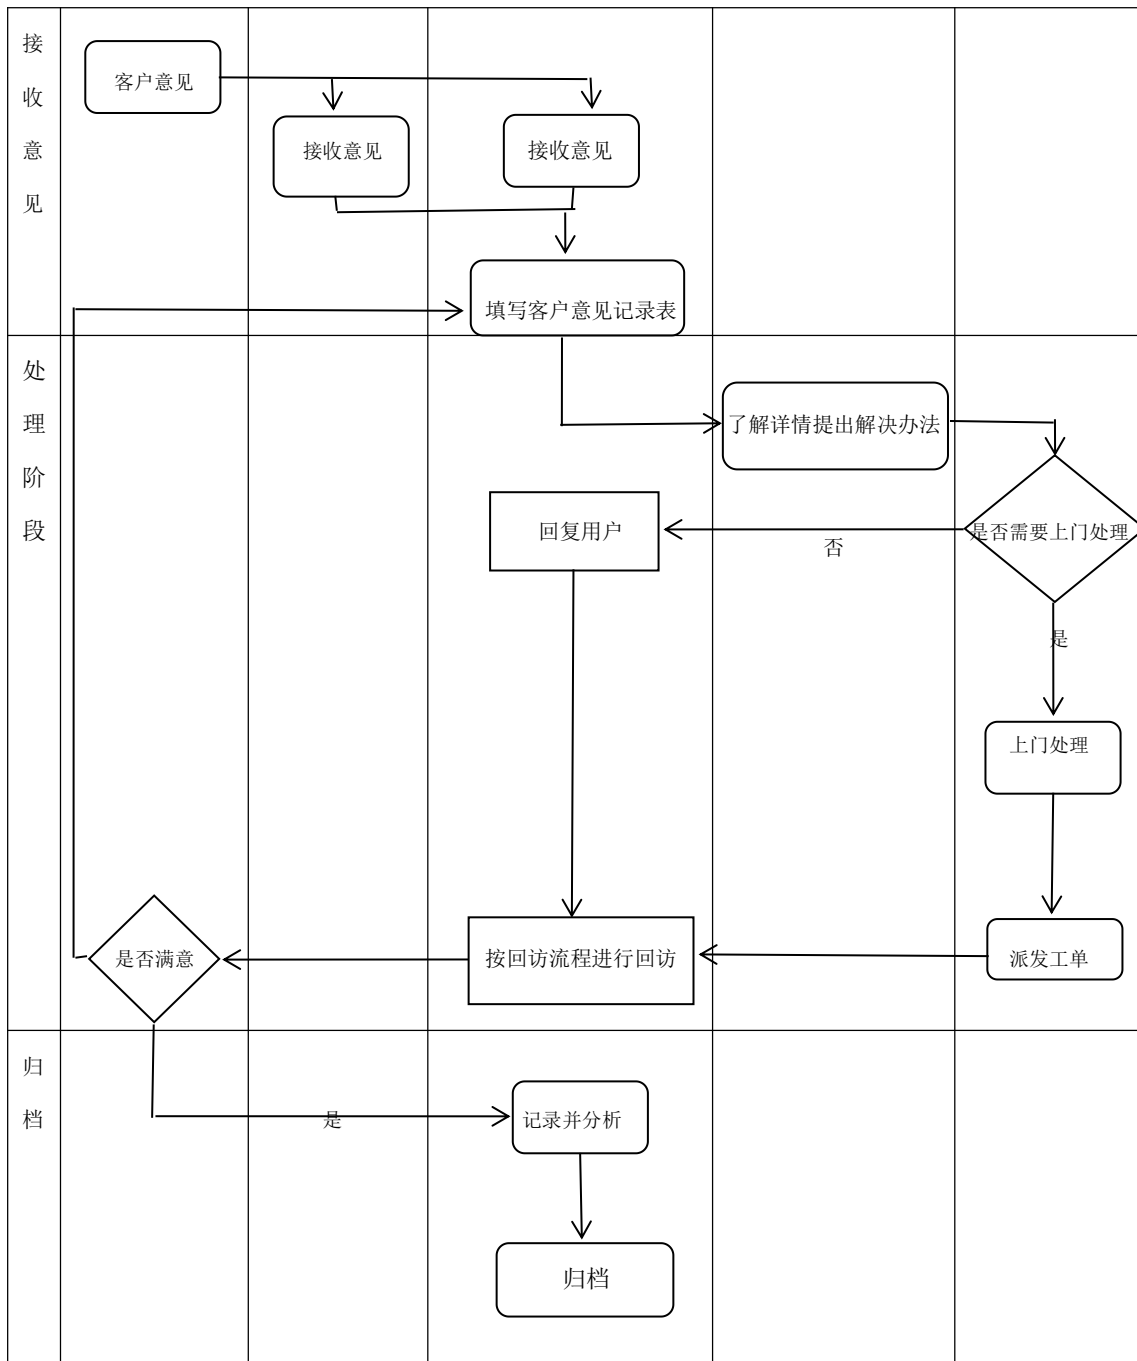 接
收
意
见
客户意见
接收意见
接收意见
填写客户意见记录表
处
理
阶
段
了解详情提出解决办法
是否需要上门处理
回复用户
否
是
上门处理
派发工单
按回访流程进行回访
是否满意
归
档
是
记录并分析
归档